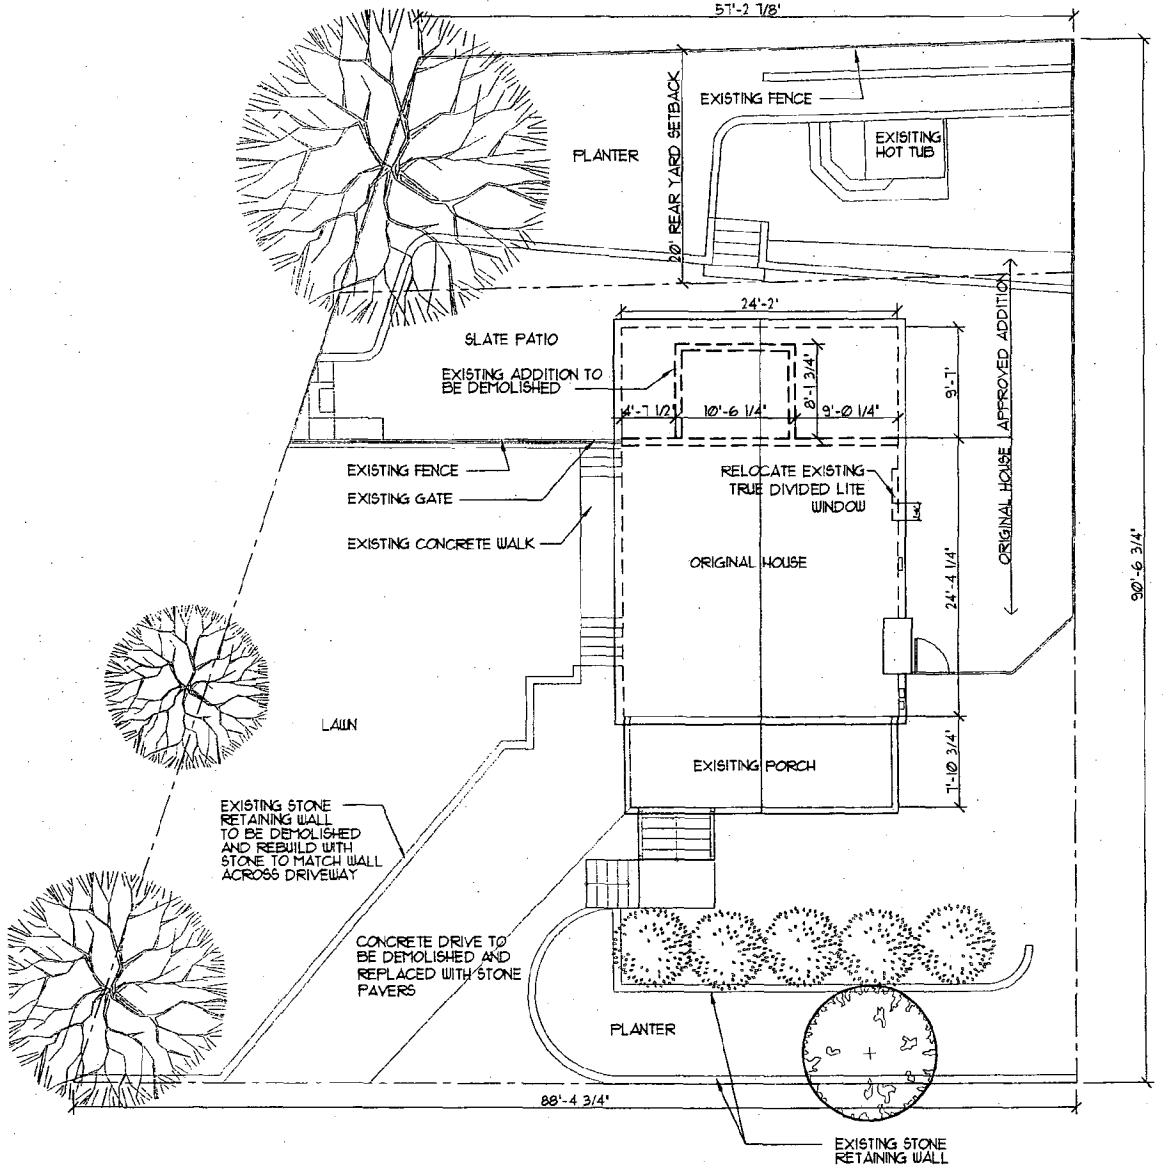 57'-2 7/8"
EXISTING FENCE
PLANTER
EXISITING
HOT TUB
20' REAR YARD SETBACK
24'-2"
SLATE PATIO
EXISTING ADDITION TO
BE DEMOLISHED
8'-1 3/4"
9'-7"
ORIGINAL HOUSE APPROVED ADDITION
4'-7 1/2"
10'-6 1/4"
9'-0 1/4"
EXISTING FENCE
RELOCATE EXISTING
TRUE DIVIDED LITE
WINDOW
EXISTING GATE
EXISTING CONCRETE WALK
ORIGINAL HOUSE
24'-4 1/4"
90'-6 3/4"
LAWN
EXISITING PORCH
7'-10 3/4"
EXISTING STONE
RETAINING WALL
TO BE DEMOLISHED
AND REBUILD WITH
STONE TO MATCH WALL
ACROSS DRIVEWAY
CONCRETE DRIVE TO
BE DEMOLISHED AND
REPLACED WITH STONE
PAVERS
PLANTER
88'-4 3/4"
EXISTING STONE
RETAINING WALL